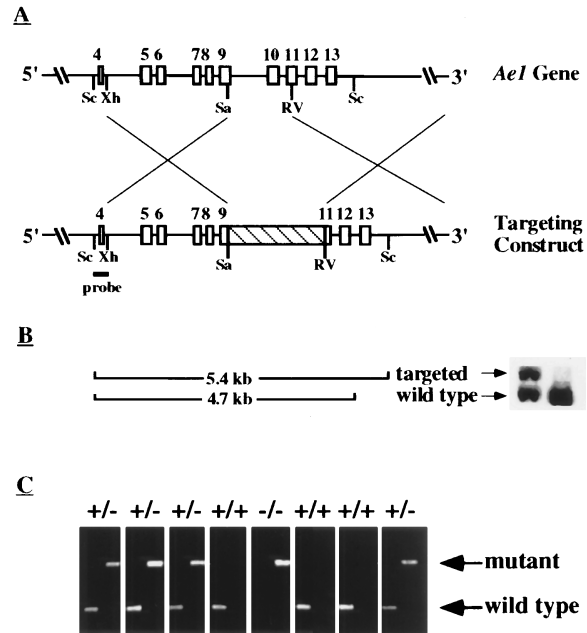 A
4 5 6 7 8 9 10 11 12 13
5' 3' Ae1 Gene
Sc Xh Sa RV Sc
4 5 6 7 8 9 11 12 13
5' 3' Targeting
Construct
Sc Xh Sa RV Sc
probe
B
5.4 kb targeted
4.7 kb wild type
C
+/- +/- +/- +/+ -/- +/+ +/+ +/-
mutant
wild type